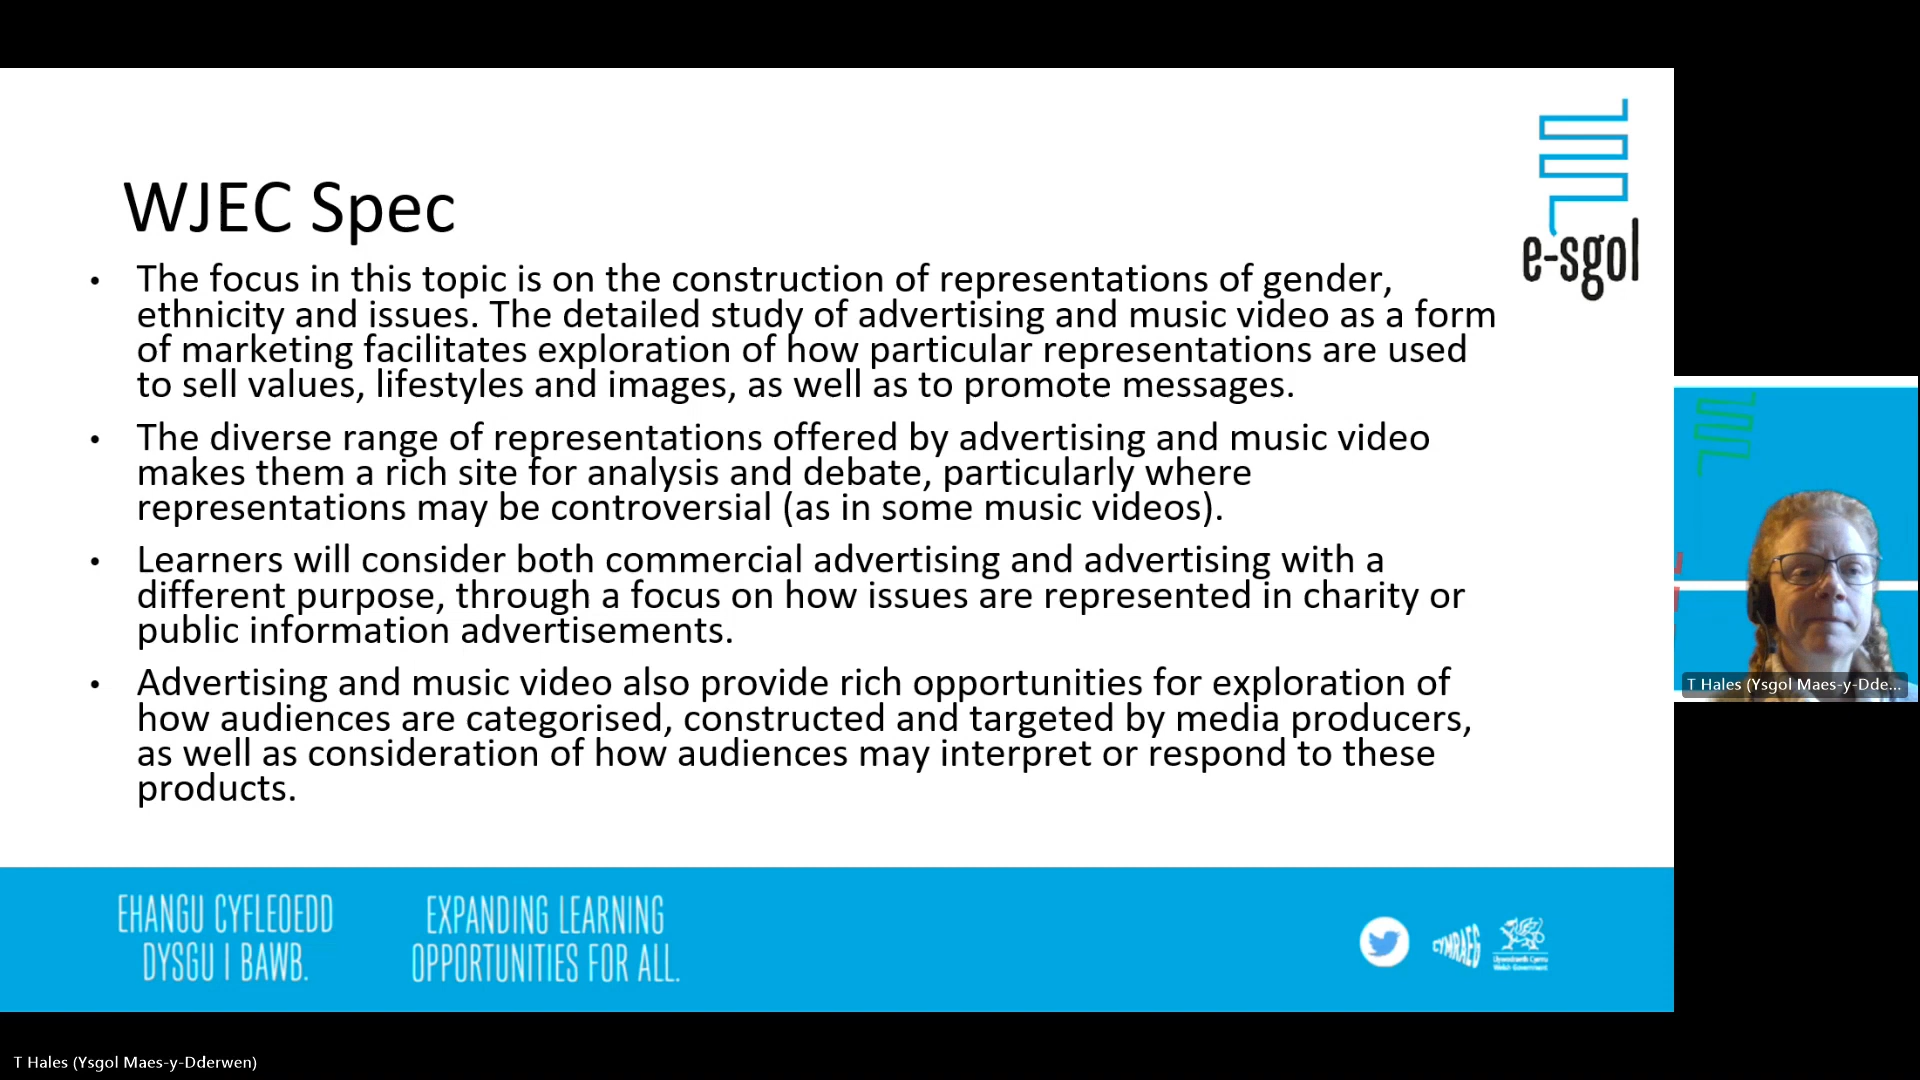 WJEC Spec
• The focus in this topic is on the construction of representations of gender,
ethnicity and issues. The detailed study of advertising and music video as a form
of marketing facilitates exploration of how particular representations are used
to sell values, lifestyles and images, as well as to promote messages.
• The diverse range of representations offered by advertising and music video
makes them a rich site for analysis and debate, particularly where
representations may be controversial (as in some music videos).
• Learners will consider both commercial advertising and advertising with a
different purpose, through a focus on how issues are represented in charity or
public information advertisements.
• Advertising and music video also provide rich opportunities for exploration of
how audiences are categorised, constructed and targeted by media producers,
as well as consideration of how audiences may interpret or respond to these
products.
e-sgol
T Hales (Ysgol Maes-y-Dde...
EHANGU CYFLEOEDD
DYSGU I BAWB.
EXPANDING LEARNING
OPPORTUNITIES FOR ALL.
CYMRAEG
Llywodraeth Cymru
Welsh Government
T Hales (Ysgol Maes-y-Dderwen)